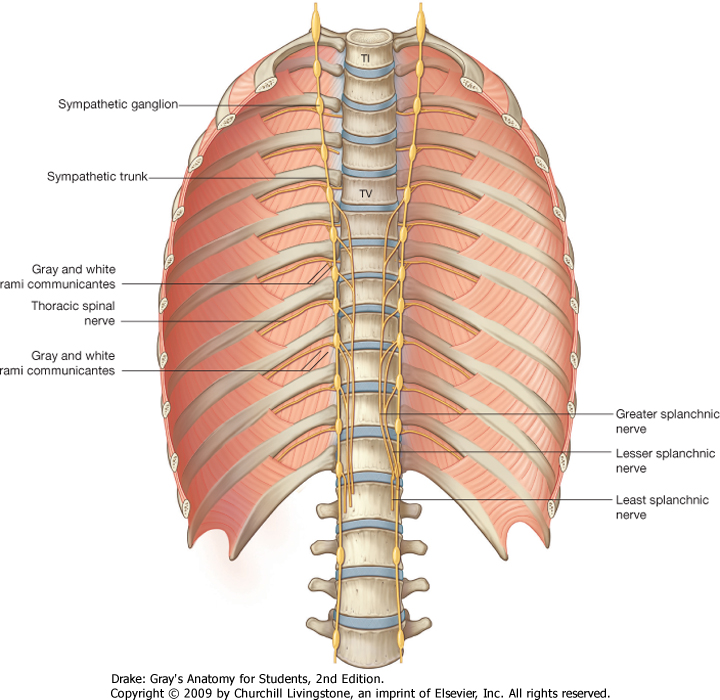 TI
Sympathetic ganglion
Sympathetic trunk
TV
Gray and white
rami communicantes
Thoracic spinal
nerve
Gray and white
rami communicantes
Greater splanchnic
nerve
Lesser splanchnic
nerve
Least splanchnic
nerve
Drake: Gray's Anatomy for Students, 2nd Edition.
Copyright © 2009 by Churchill Livingstone, an imprint of Elsevier, Inc. All rights reserved.